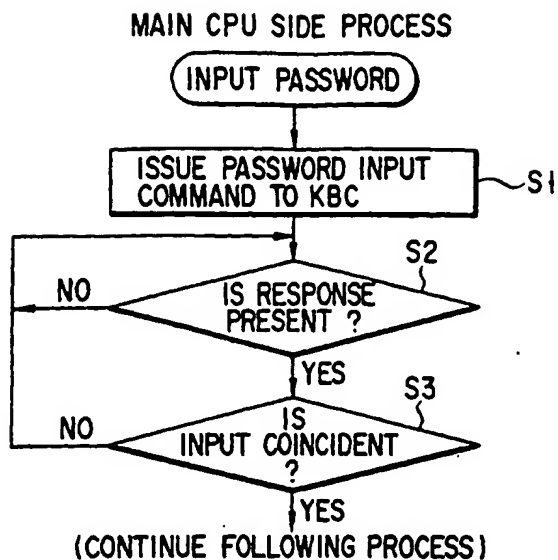 MAIN CPU SIDE PROCESS
INPUT PASSWORD
ISSUE PASSWORD INPUT
COMMAND TO KBC
S1
S2
NO
IS RESPONSE
PRESENT ?
YES
S3
NO
IS
INPUT COINCIDENT
?
YES
(CONTINUE FOLLOWING PROCESS)